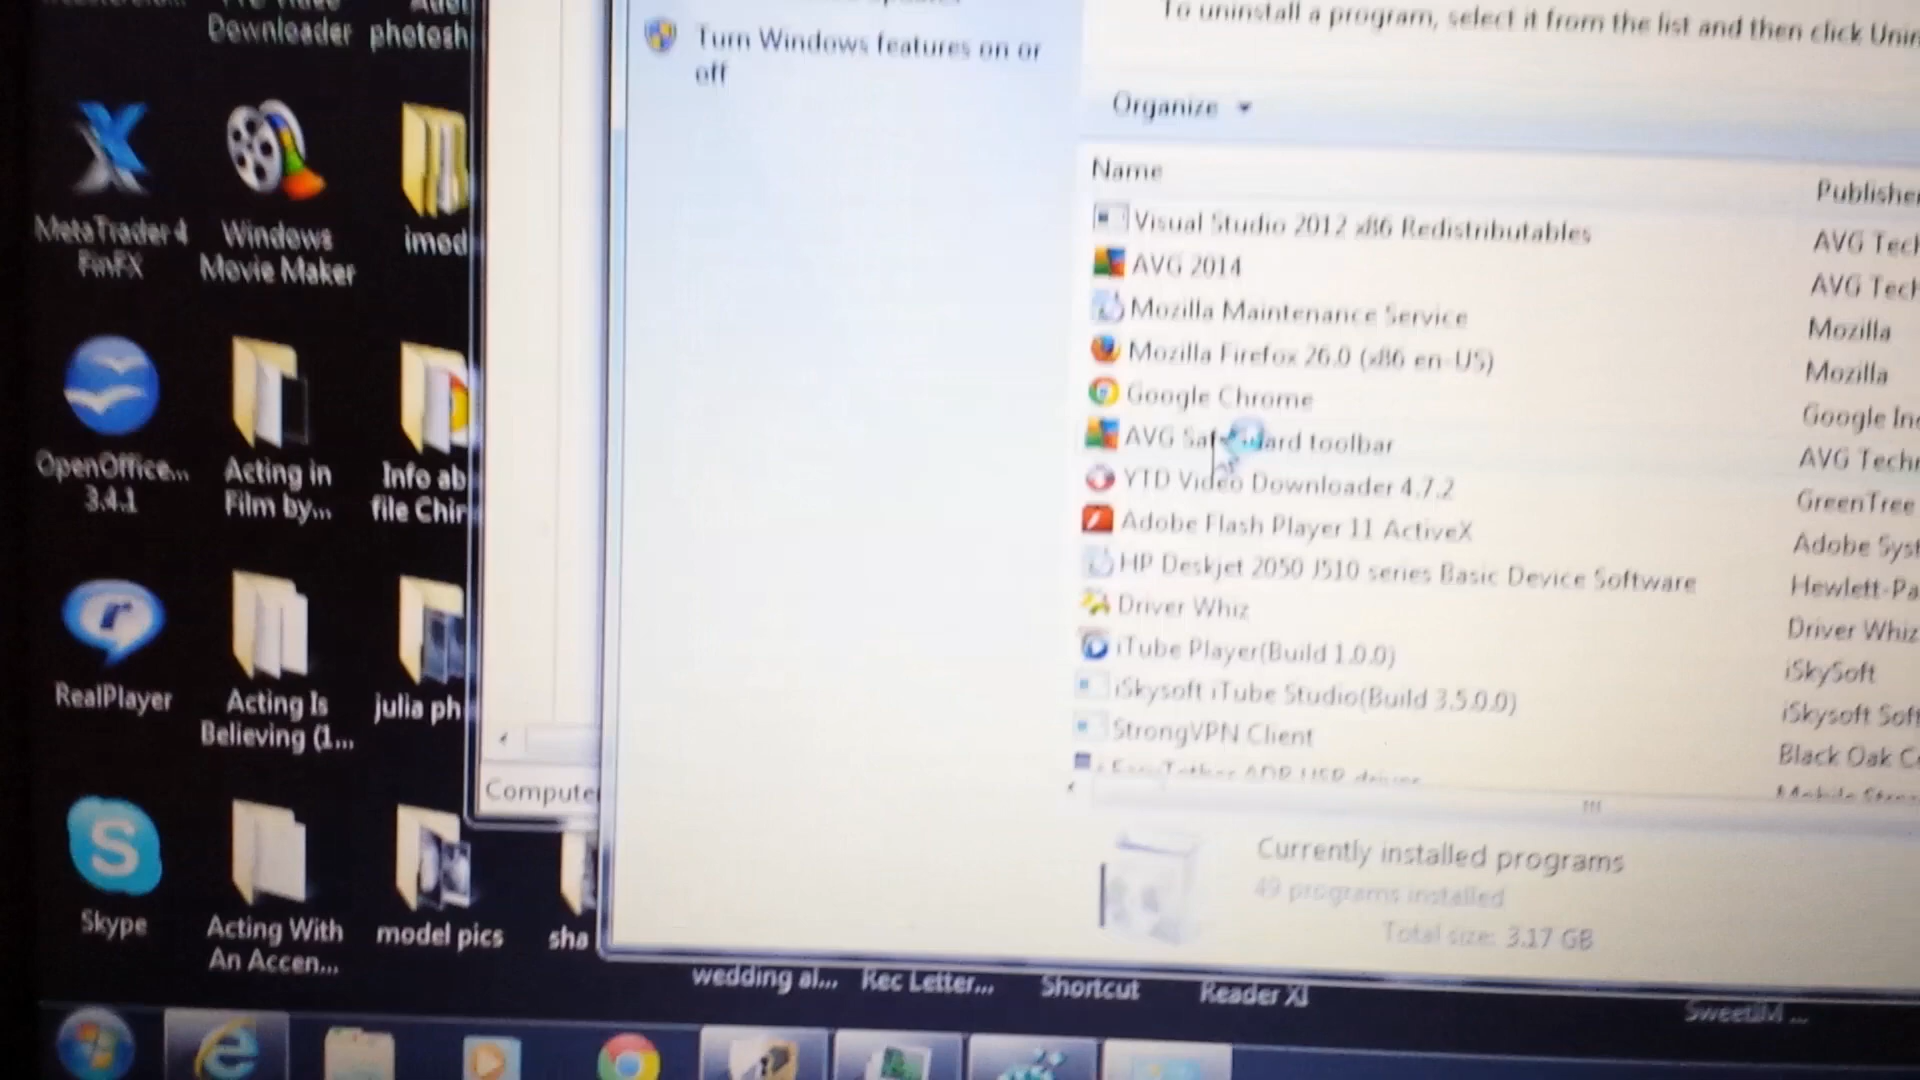 Downloader
photosh
MetaTrader 4
FinFX
Windows
Movie Maker
imod
OpenOffice...
3.4.1
Acting in
Film by...
Info ab
file Chir
RealPlayer
Acting Is
Believing (1...
julia ph
Skype
Acting With
An Accen...
model pics
sha
Compute
Turn Windows features on or
off
To uninstall a program, select it from the list and then click Unin
Organize
Name
Publisher
Visual Studio 2012 x86 Redistributables
AVG Tech
AVG 2014
AVG Tech
Mozilla Maintenance Service
Mozilla
Mozilla Firefox 26.0 (x86 en-US)
Mozilla
Google Chrome
Google Inc
AVG Saf ard toolbar
AVG Techn
YTD Video Downloader 4.7.2
GreenTree
Adobe Flash Player 11 ActiveX
Adobe Syst
HP Deskjet 2050 J510 series Basic Device Software
Hewlett-Pa
Driver Whiz
Driver Whiz
iTube Player(Build 1.0.0)
iSkySoft
iSkysoft iTube Studio(Build 3.5.0.0)
iSkysoft Soft
StrongVPN Client
Black Oak C
Currently installed programs
49 programs installed
Total size: 3.17 GB
wedding al...
Rec Letter...
Shortcut
Reader XI
SweetIM ...